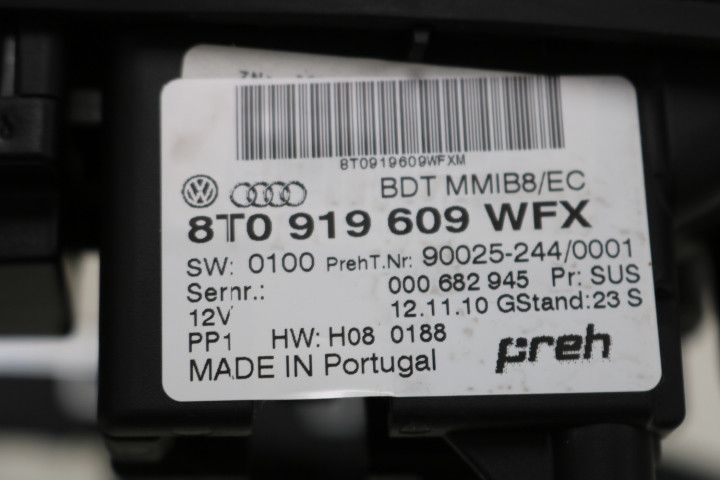 8T0919609WFXM
BDT MMIB8/EC
8T0 919 609 WFX
SW: 0100 PrehT.Nr: 90025-244/0001
Sernr.: 000 682 945 Pr: SUS
12V 12.11.10 GStand: 23 S
PP1 HW: H08 0188
MADE IN Portugal
preh